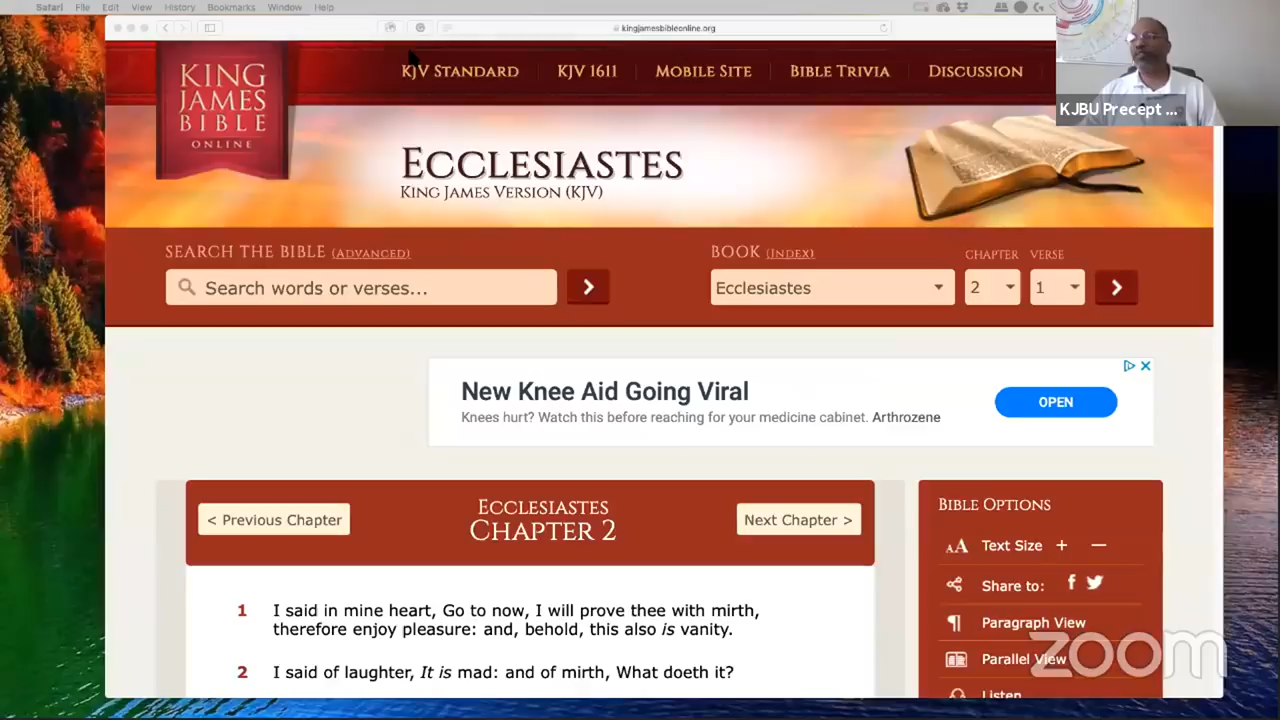 Safari File Edit View History Bookmarks Window Help
kingjamesbibleonline.org
KING
JAMES
BIBLE
ONLINE
KJV STANDARD KJV 1611 MOBILE SITE BIBLE TRIVIA DISCUSSION
KJBU Precept ...
ECCLESIASTES
KING JAMES VERSION (KJV)
SEARCH THE BIBLE (ADVANCED) BOOK (INDEX) CHAPTER VERSE
Search words or verses... Ecclesiastes 2 1
New Knee Aid Going Viral
Knees hurt? Watch this before reaching for your medicine cabinet. Arthrozene
OPEN
< Previous Chapter
ECCLESIASTES
CHAPTER 2
Next Chapter >
1 I said in mine heart, Go to now, I will prove thee with mirth,
therefore enjoy pleasure: and, behold, this also is vanity.
2 I said of laughter, It is mad: and of mirth, What doeth it?
BIBLE OPTIONS
AA Text Size + —
Share to: f
Paragraph View
Parallel View
Listen
zoom